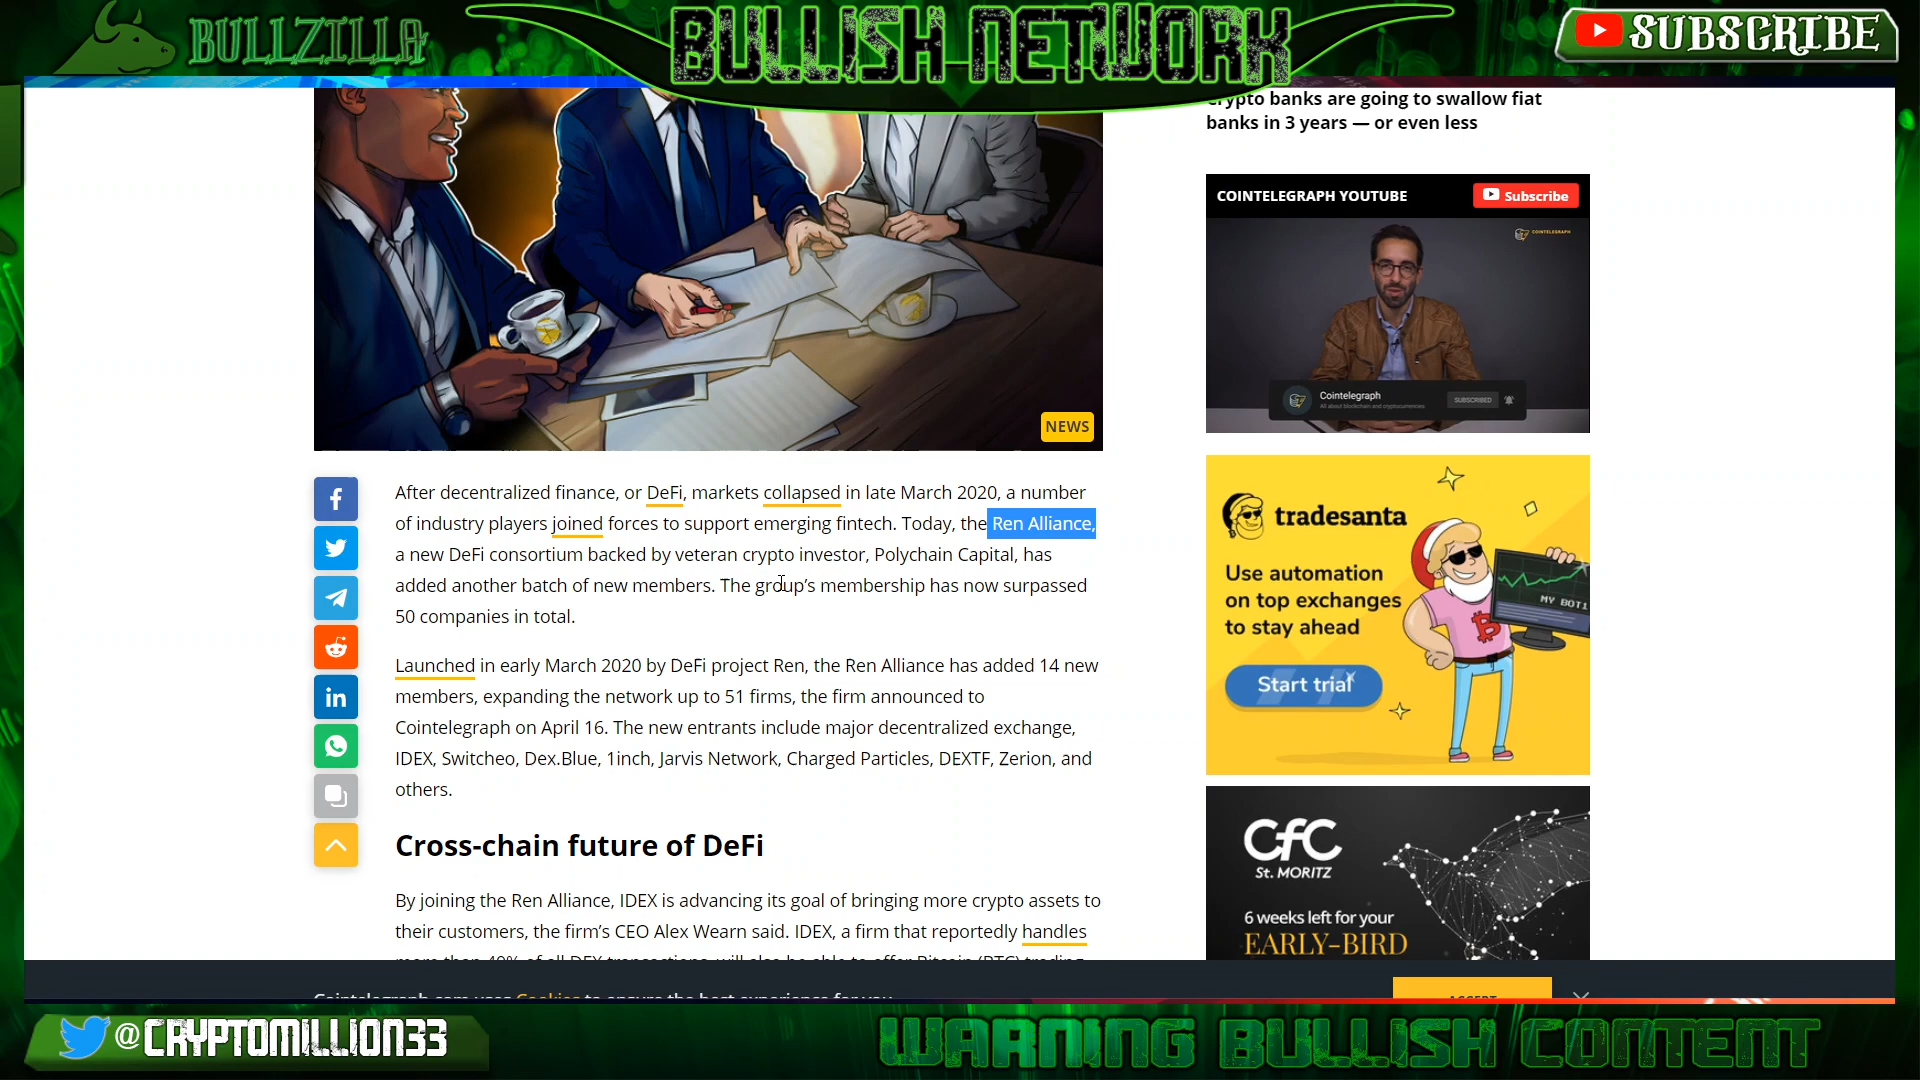 BULLZILLA
BULLISH NETWORK
SUBSCRIBE
crypto banks are going to swallow fiat
banks in 3 years — or even less
COINTELEGRAPH YOUTUBE
Subscribe
COINTELEGRAPH
Cointelegraph
All about blockchain and cryptocurrencies
SUBSCRIBED
NEWS
After decentralized finance, or DeFi, markets collapsed in late March 2020, a number
of industry players joined forces to support emerging fintech. Today, the Ren Alliance,
a new DeFi consortium backed by veteran crypto investor, Polychain Capital, has
added another batch of new members. The group's membership has now surpassed
50 companies in total.
Launched in early March 2020 by DeFi project Ren, the Ren Alliance has added 14 new
members, expanding the network up to 51 firms, the firm announced to
Cointelegraph on April 16. The new entrants include major decentralized exchange,
IDEX, Switcheo, Dex.Blue, 1inch, Jarvis Network, Charged Particles, DEXTF, Zerion, and
others.
Cross-chain future of DeFi
By joining the Ren Alliance, IDEX is advancing its goal of bringing more crypto assets to
their customers, the firm's CEO Alex Wearn said. IDEX, a firm that reportedly handles
more than 40% of all DEX transactions, will also be able to offer Bitcoin (BTC) trading
tradesanta
Use automation
on top exchanges
to stay ahead
Start trial
MY BOT1
CfC
St. MORITZ
6 weeks left for your
EARLY-BIRD
Cointelegraph.com uses Cookies to ensure the best experience for you
ACCEPT
@CRYPTOMILLION33
WARNING BULLISH CONTENT